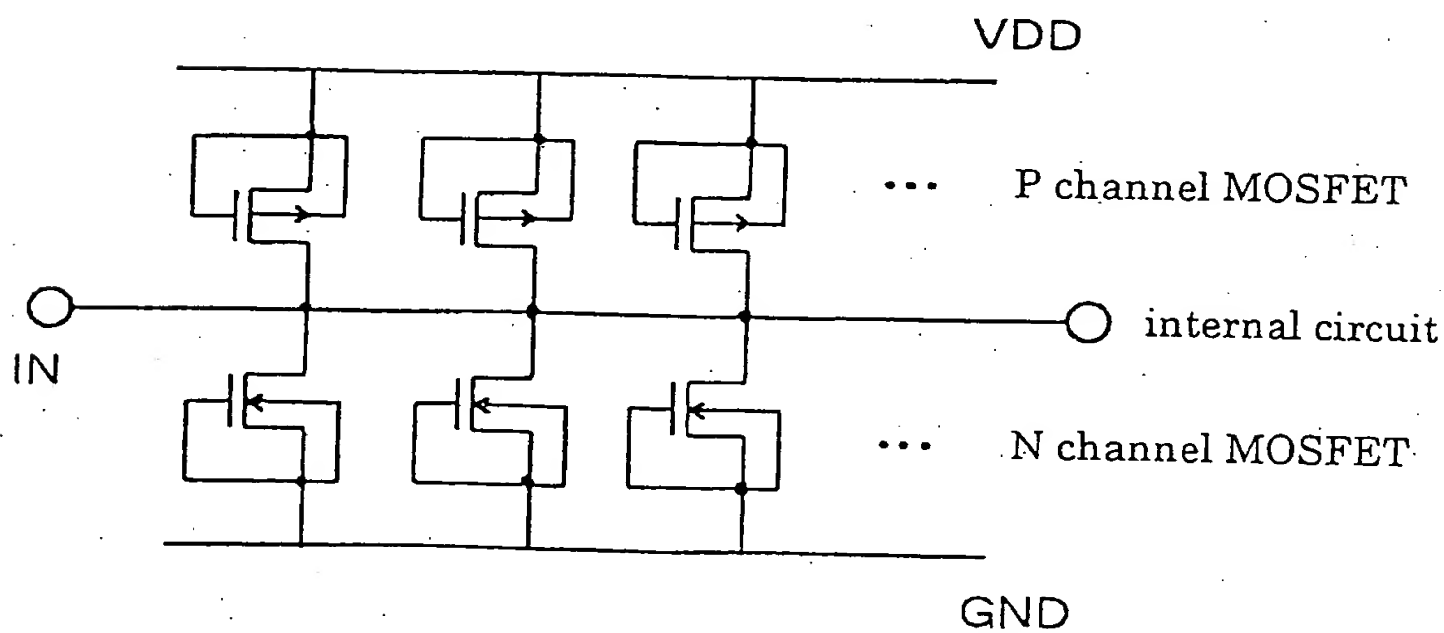 VDD
··· P channel MOSFET
internal circuit
IN
··· N channel MOSFET
GND